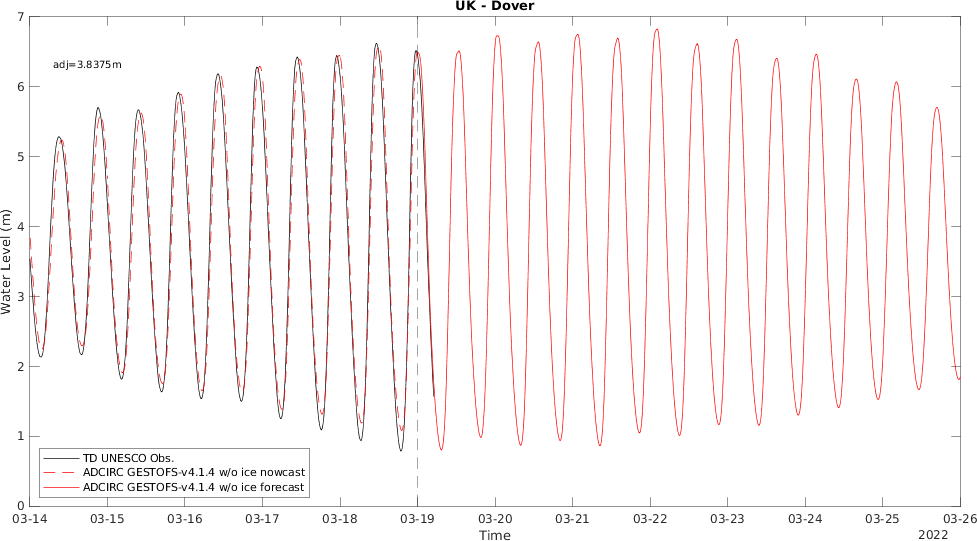 UK - Dover
adj=3.8375m
Water Level (m)
7
6
5
4
3
2
1
0
TD UNESCO Obs.
ADCIRC GESTOFS-v4.1.4 w/o ice nowcast
ADCIRC GESTOFS-v4.1.4 w/o ice forecast
03-14 03-15 03-16 03-17 03-18 03-19 03-20 03-21 03-22 03-23 03-24 03-25 03-26
Time
2022